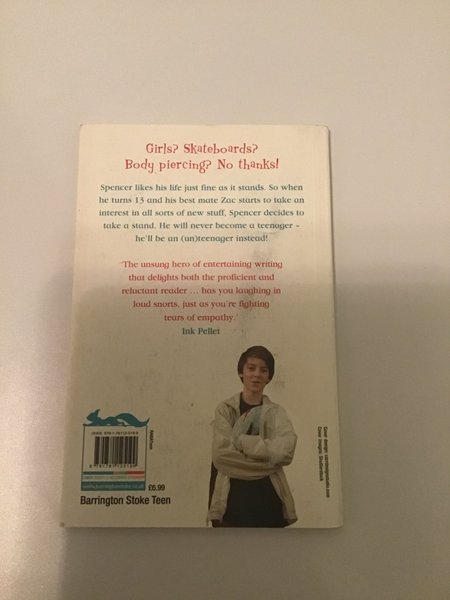 Girls? Skateboards?
Body piercing? No thanks!
Spencer likes his life just fine as it stands. So when
he turns 13 and his best mate Zac starts to take an
interest in all sorts of new stuff, Spencer decides to
take a stand. He will never become a teenager –
he'll be an (un)teenager instead!
'The unsung hero of entertaining writing
that delights both the proficient and
reluctant reader ... has you laughing in
loud snorts, just as you're fighting
tears of empathy.'
Ink Pellet
£6.99
Barrington Stoke Teen